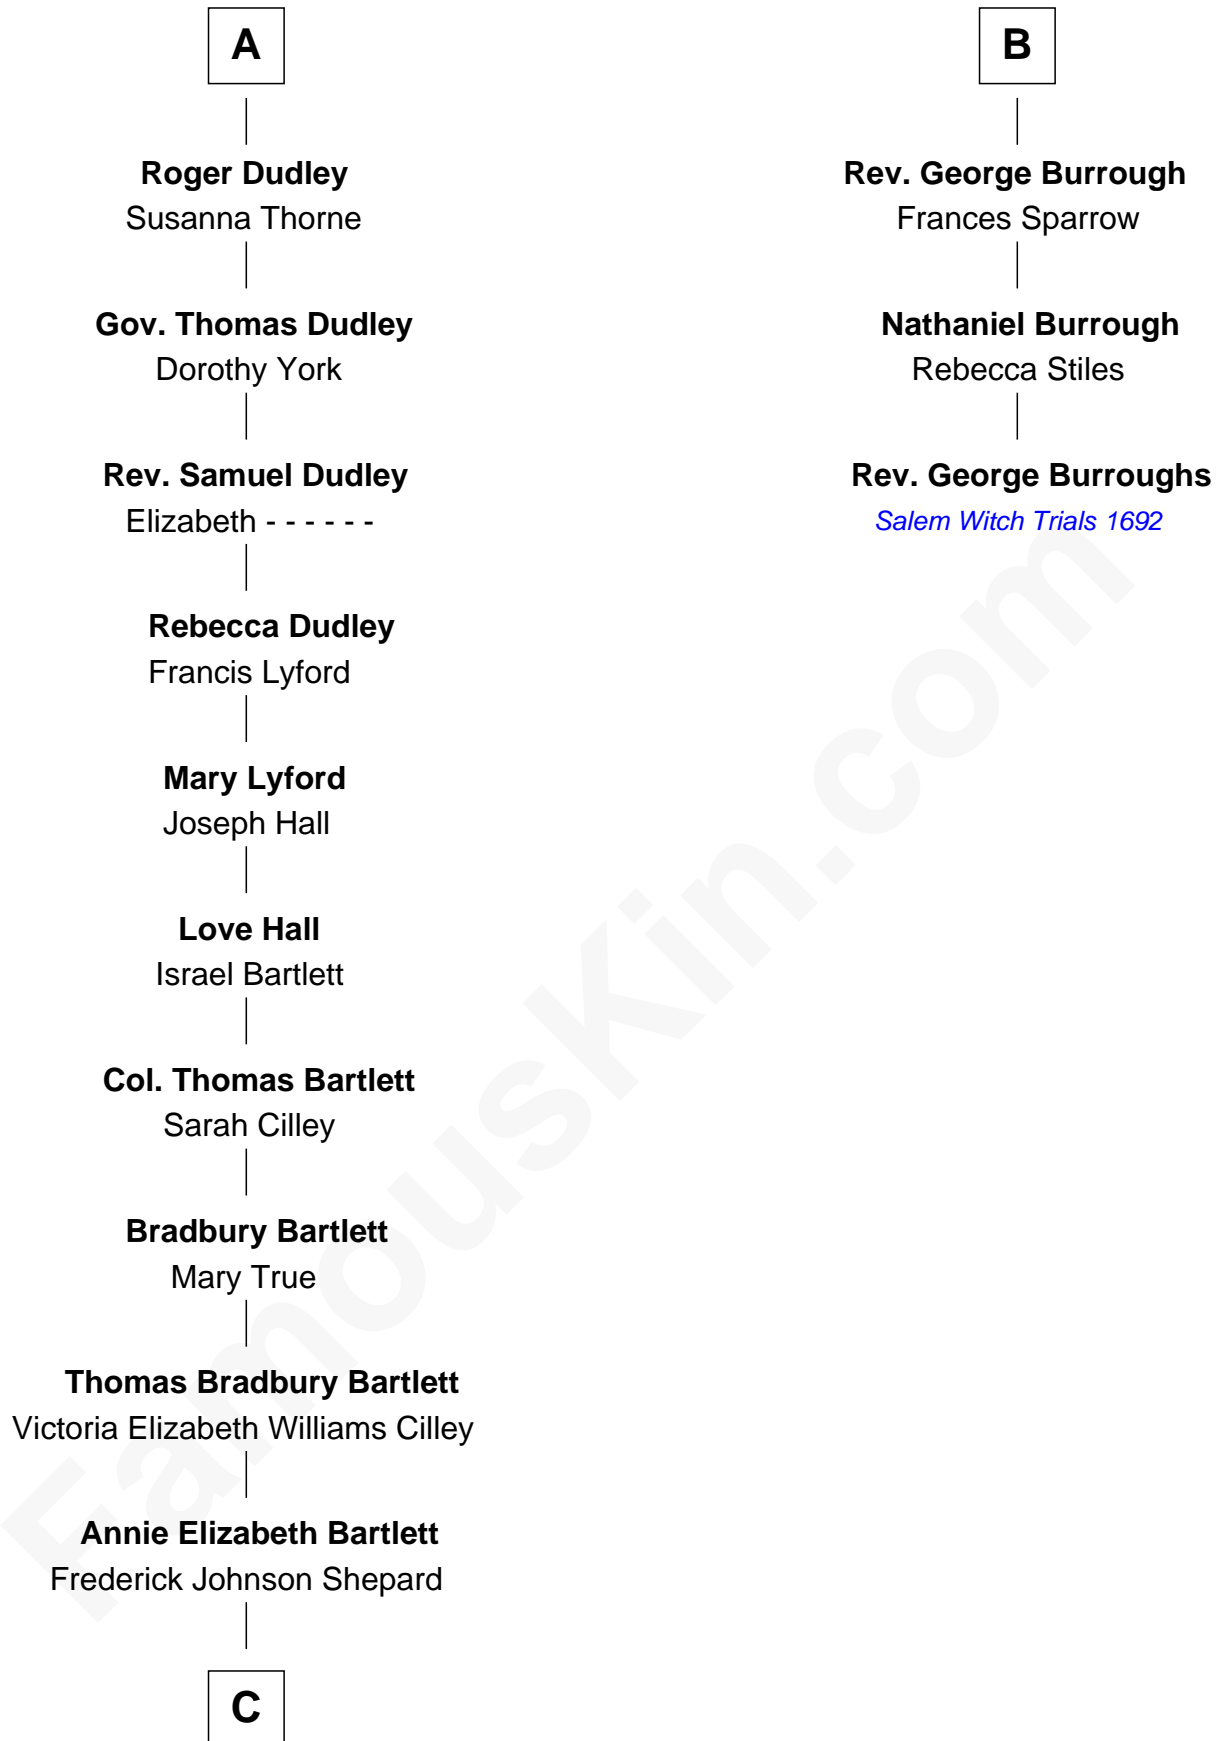 A
Roger Dudley
Susanna Thorne
Gov. Thomas Dudley
Dorothy York
Rev. Samuel Dudley
Elizabeth - - - - - -
Rebecca Dudley
Francis Lyford
Mary Lyford
Joseph Hall
Love Hall
Israel Bartlett
Col. Thomas Bartlett
Sarah Cilley
Bradbury Bartlett
Mary True
Thomas Bradbury Bartlett
Victoria Elizabeth Williams Cilley
Annie Elizabeth Bartlett
Frederick Johnson Shepard
C
B
Rev. George Burrough
Frances Sparrow
Nathaniel Burrough
Rebecca Stiles
Rev. George Burroughs
Salem Witch Trials 1692
FamousKin.com